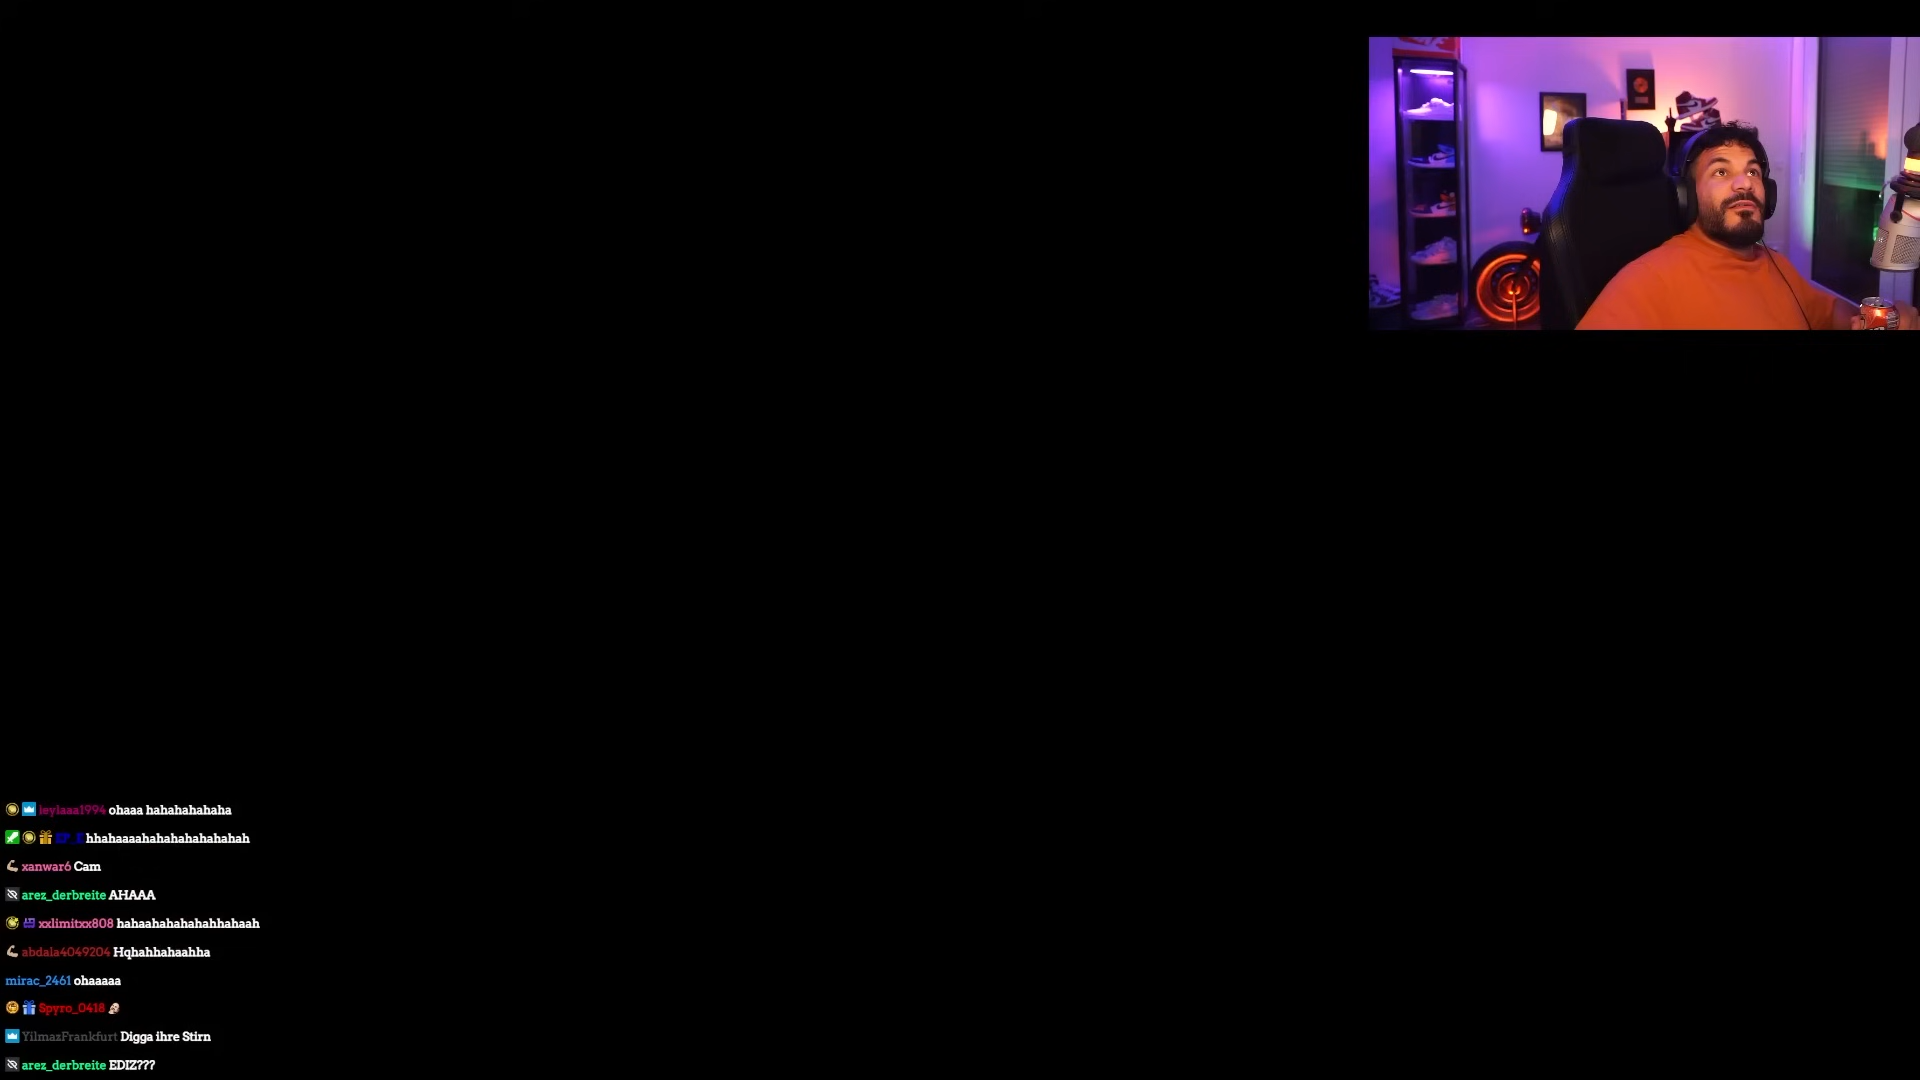 leylaaa1994 ohaaa hahahahahaha
EP_E hhahaaaahahahahahahahah
xanwar6 Cam
arez_derbreite AHAAA
xxlimitxx808 hahaahahahahahhahaah
abdala4049204 Hqhahhahaahha
mirac_2461 ohaaaaa
Spyro_0418
YilmazFrankfurt Digga ihre Stirn
arez_derbreite EDIZ???